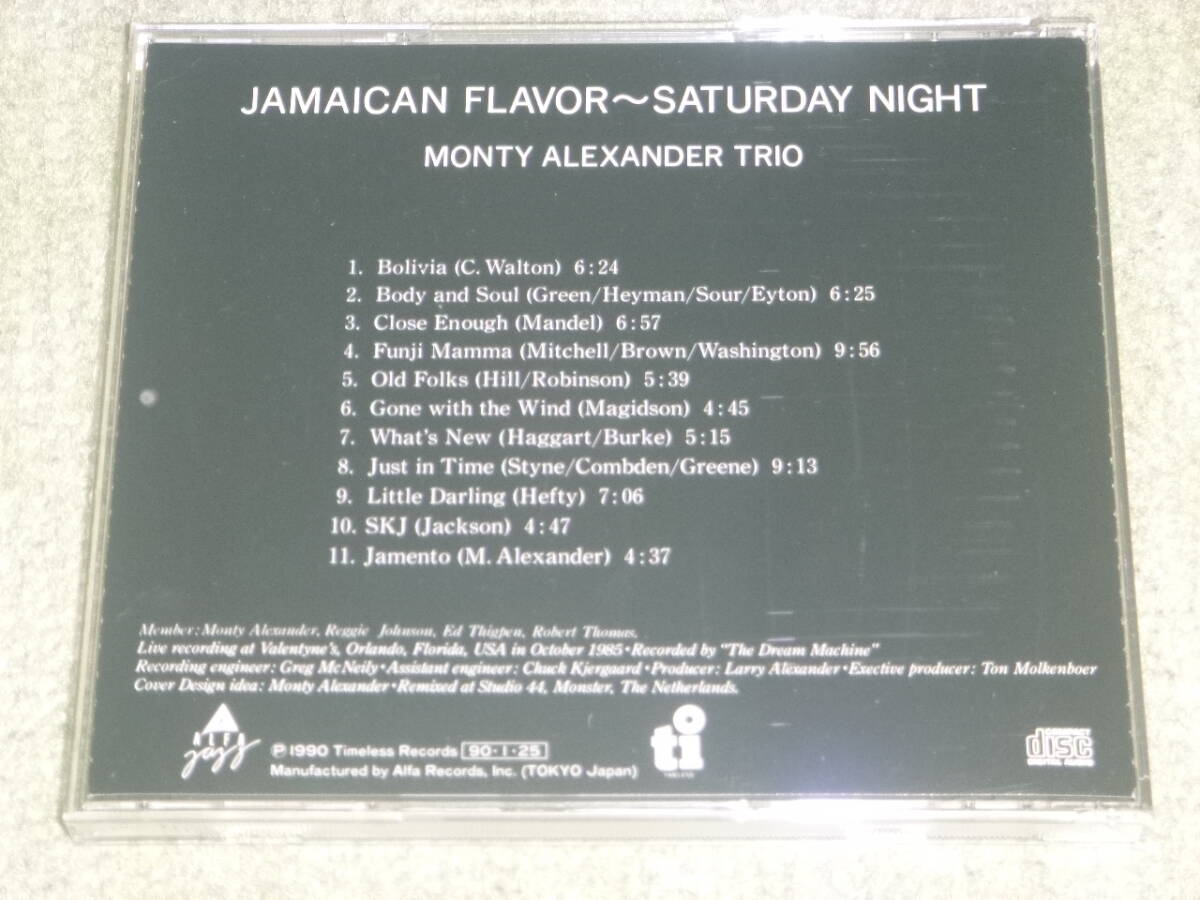 JAMAICAN FLAVOR〜SATURDAY NIGHT
MONTY ALEXANDER TRIO
1. Bolivia (C. Walton) 6:24
2. Body and Soul (Green/Heyman/Sour/Eyton) 6:25
3. Close Enough (Mandel) 6:57
4. Funji Mamma (Mitchell/Brown/Washington) 9:56
5. Old Folks (Hill/Robinson) 5:39
6. Gone with the Wind (Magidson) 4:45
7. What's New (Haggart/Burke) 5:15
8. Just in Time (Styne/Combden/Greene) 9:13
9. Little Darling (Hefty) 7:06
10. SKJ (Jackson) 4:47
11. Jamento (M. Alexander) 4:37
Member: Monty Alexander, Reggie Johnson, Ed Thigpen, Robert Thomas.
Live recording at Valentyne's, Orlando, Florida, USA in October 1985・Recorded by "The Dream Machine"
Recording engineer: Greg McNeily・Assistant engineer: Chuck Kjergaard・Producer: Larry Alexander・Exective producer: Ton Molkenboer
Cover Design idea: Monty Alexander・Remixed at Studio 44, Monster, The Netherlands.
ALFA
jazz
℗ 1990 Timeless Records 90・1・25
Manufactured by Alfa Records, Inc. (TOKYO Japan)
ti
TIMELESS
COMPACT
disc
DIGITAL AUDIO